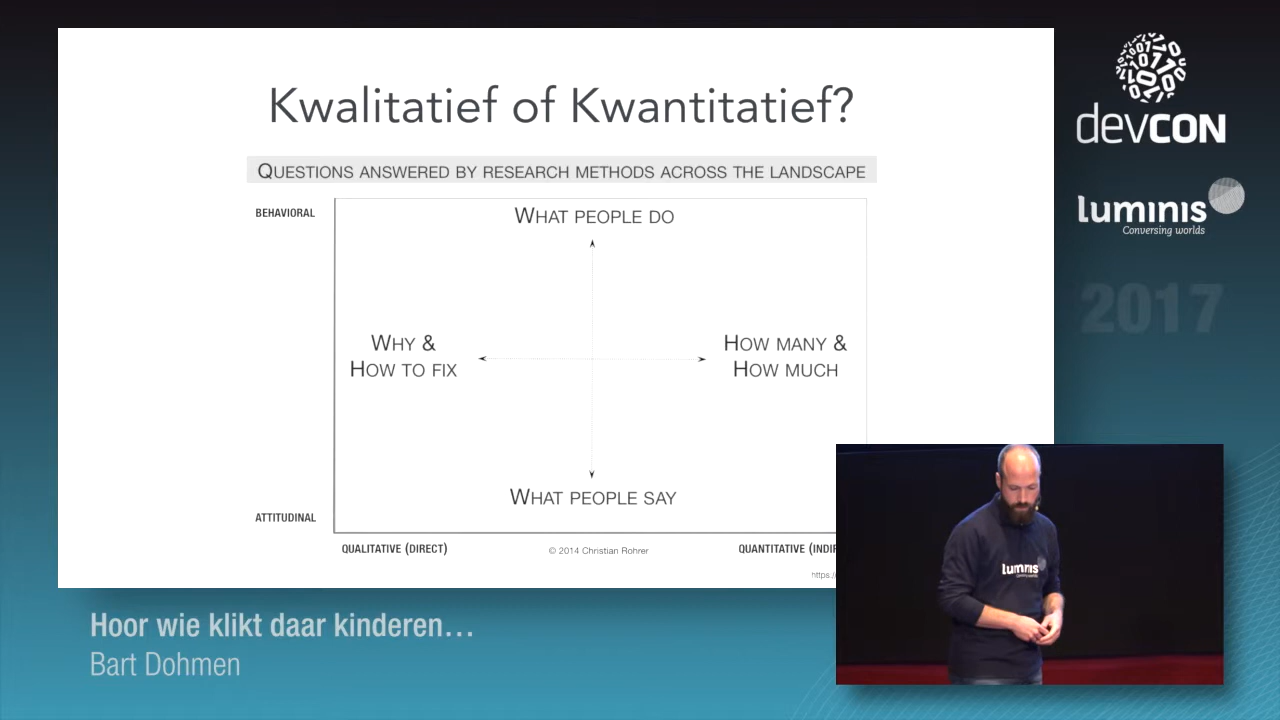 Kwalitatief of Kwantitatief?
QUESTIONS ANSWERED BY RESEARCH METHODS ACROSS THE LANDSCAPE
BEHAVIORAL
WHAT PEOPLE DO
WHY &
HOW TO FIX
HOW MANY &
HOW MUCH
WHAT PEOPLE SAY
ATTITUDINAL
QUALITATIVE (DIRECT)
© 2014 Christian Rohrer
QUANTITATIVE
https:/
devCON
luminis
Conversing worlds
2017
Hoor wie klikt daar kinderen...
Bart Dohmen
luminis